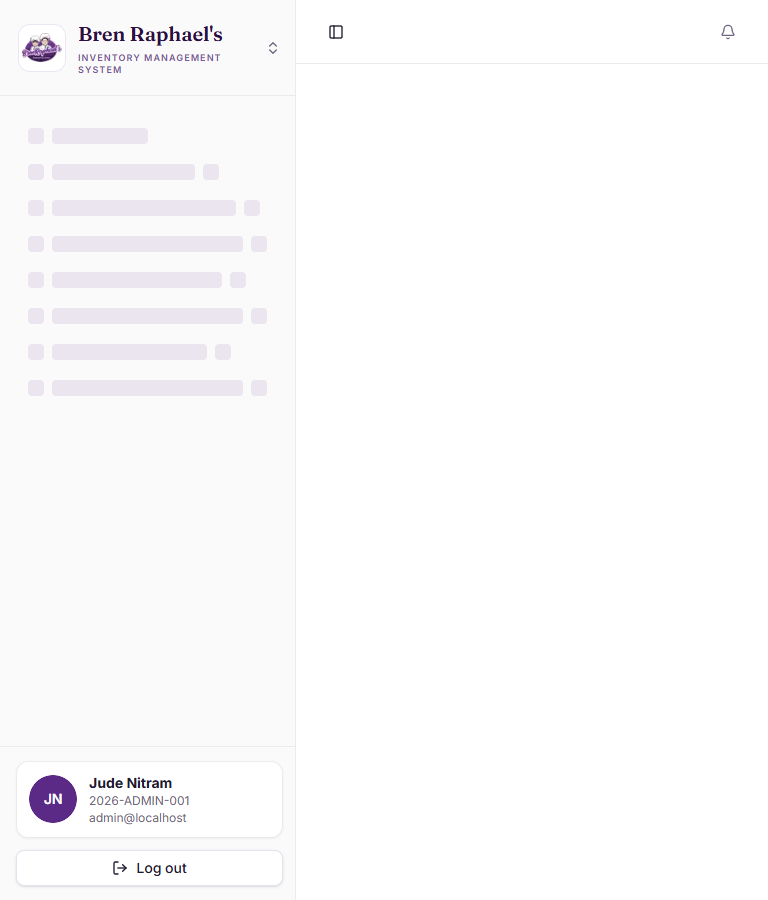 Bren Raphael's
INVENTORY MANAGEMENT
SYSTEM
JN
Jude Nitram
2026-ADMIN-001
admin@localhost
Log out